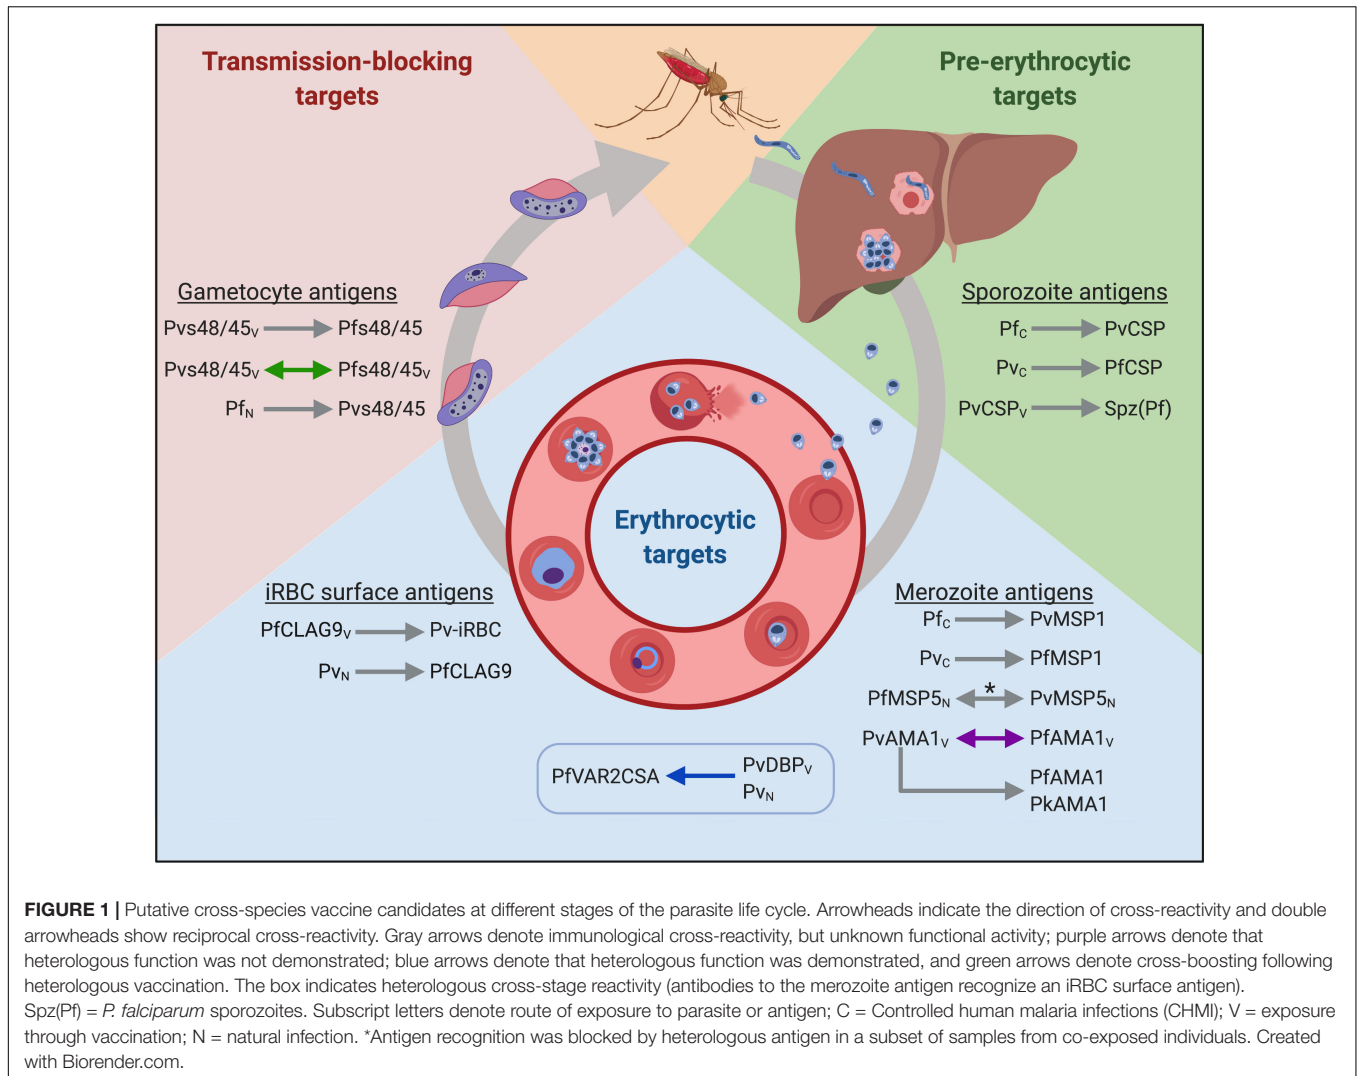 Transmission-blocking
targets
Pre-erythrocytic
targets
Gametocyte antigens
Pvs48/45V Pfs48/45
Pvs48/45V Pfs48/45V
PfN Pvs48/45
Sporozoite antigens
PfC PvCSP
PvC PfCSP
PvCSPV Spz(Pf)
Erythrocytic
targets
iRBC surface antigens
PfCLAG9V Pv-iRBC
PvN PfCLAG9
Merozoite antigens
PfC PvMSP1
PvC PfMSP1
PfMSP5N * PvMSP5N
PvAMA1V PfAMA1V
PfAMA1
PkAMA1
PfVAR2CSA
PvDBPV
PvN
FIGURE 1 | Putative cross-species vaccine candidates at different stages of the parasite life cycle. Arrowheads indicate the direction of cross-reactivity and double
arrowheads show reciprocal cross-reactivity. Gray arrows denote immunological cross-reactivity, but unknown functional activity; purple arrows denote that
heterologous function was not demonstrated; blue arrows denote that heterologous function was demonstrated, and green arrows denote cross-boosting following
heterologous vaccination. The box indicates heterologous cross-stage reactivity (antibodies to the merozoite antigen recognize an iRBC surface antigen).
Spz(Pf) = P. falciparum sporozoites. Subscript letters denote route of exposure to parasite or antigen; C = Controlled human malaria infections (CHMI); V = exposure
through vaccination; N = natural infection. *Antigen recognition was blocked by heterologous antigen in a subset of samples from co-exposed individuals. Created
with Biorender.com.